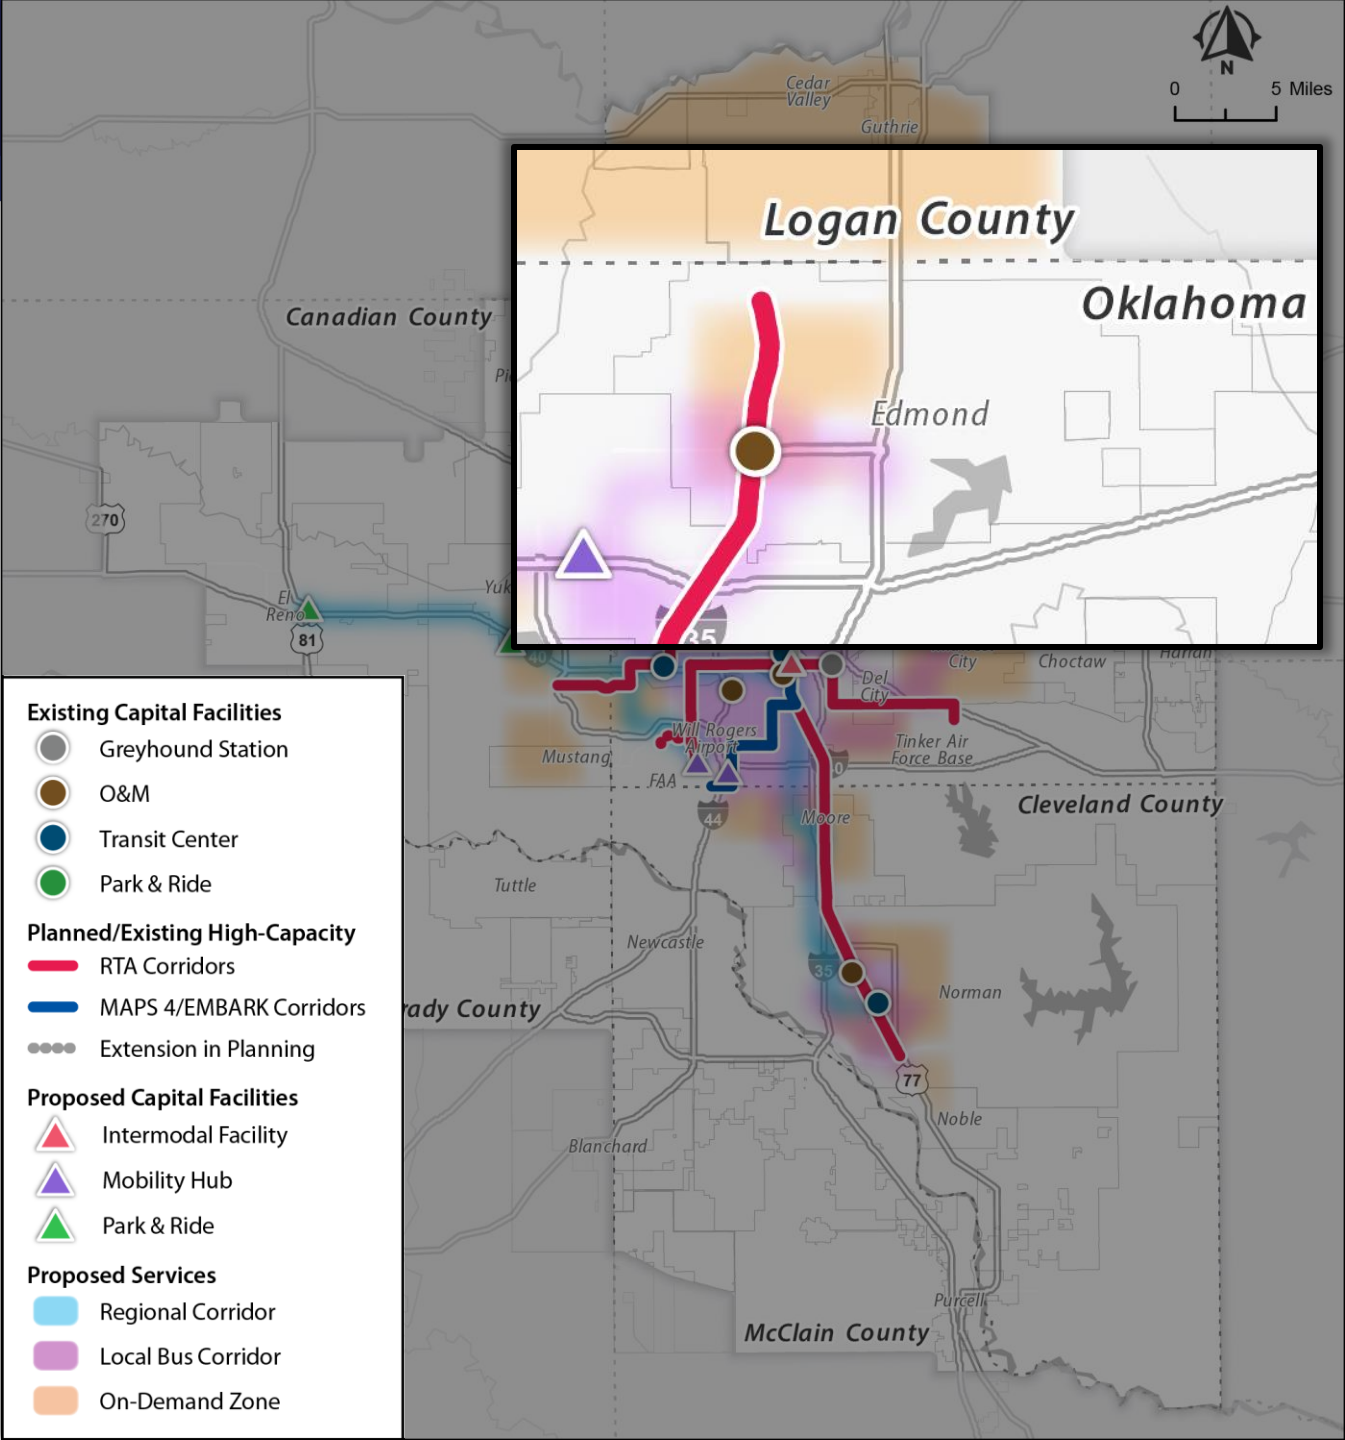 N
0 5 Miles
Cedar
Valley
Guthrie
Logan County
Oklahoma
Canadian County
Edmond
270
El
Reno
81
35
40
City
Choctaw
Del
City
Will Rogers
Airport
Tinker Air
Force Base
Mustang
FAA
44
Cleveland County
Moore
Tuttle
Newcastle
35
Norman
rady County
77
Noble
Blanchard
Purcell
McClain County
Existing Capital Facilities
Greyhound Station
O&M
Transit Center
Park & Ride
Planned/Existing High-Capacity
RTA Corridors
MAPS 4/EMBARK Corridors
Extension in Planning
Proposed Capital Facilities
Intermodal Facility
Mobility Hub
Park & Ride
Proposed Services
Regional Corridor
Local Bus Corridor
On-Demand Zone